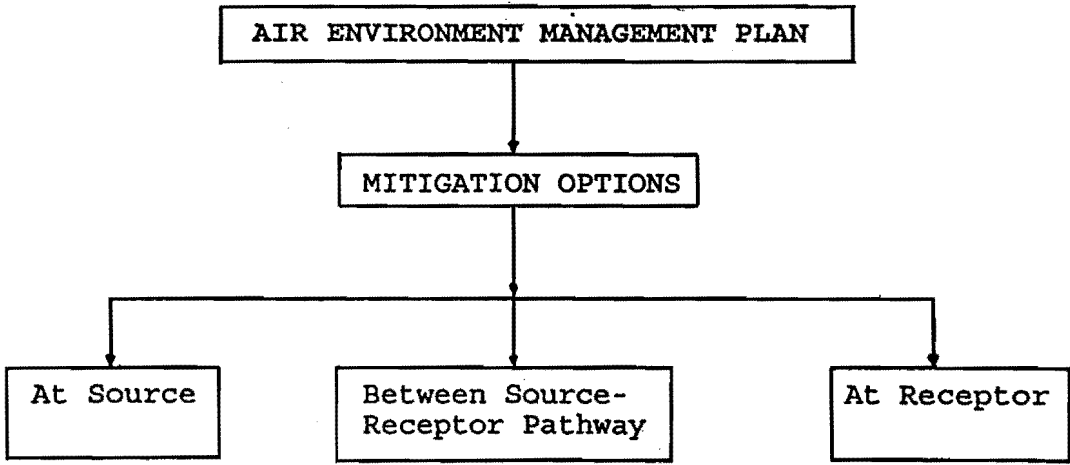 AIR ENVIRONMENT MANAGEMENT PLAN
MITIGATION OPTIONS
At Source
Between Source-
Receptor Pathway
At Receptor